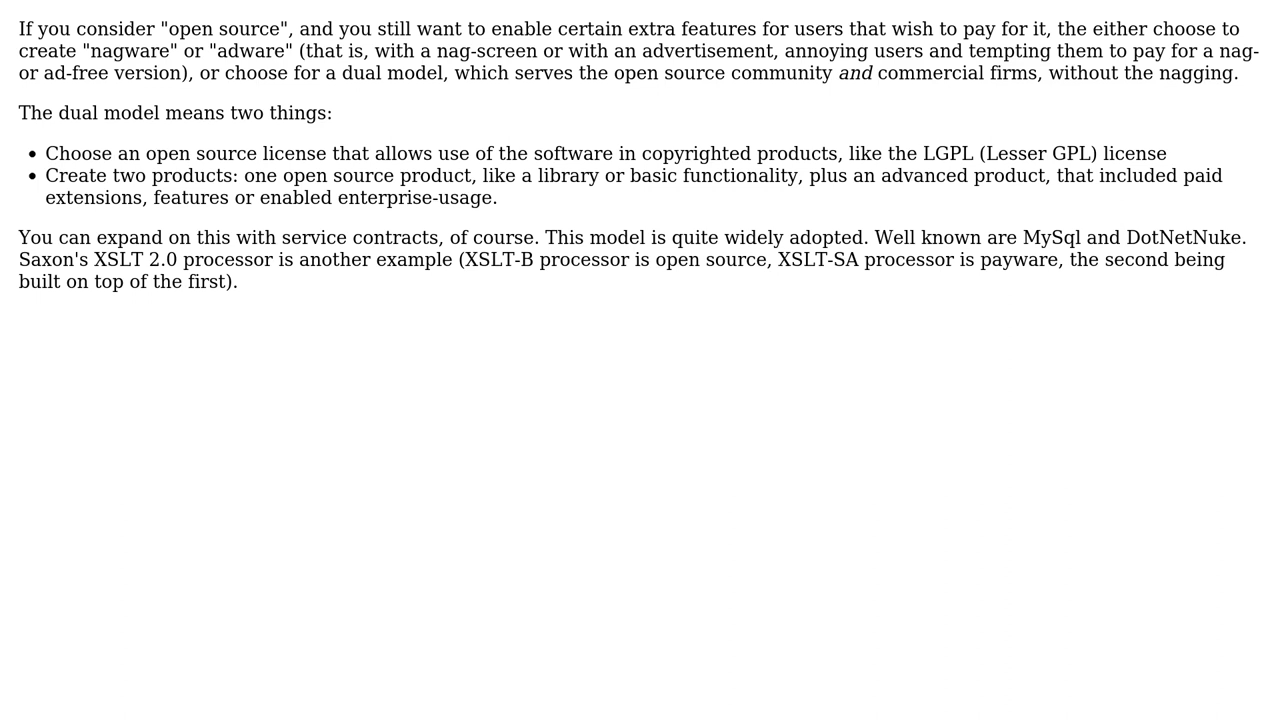 If you consider "open source", and you still want to enable certain extra features for users that wish to pay for it, the either choose to
create "nagware" or "adware" (that is, with a nag-screen or with an advertisement, annoying users and tempting them to pay for a nag-
or ad-free version), or choose for a dual model, which serves the open source community and commercial firms, without the nagging.
The dual model means two things:
• Choose an open source license that allows use of the software in copyrighted products, like the LGPL (Lesser GPL) license
• Create two products: one open source product, like a library or basic functionality, plus an advanced product, that included paid
extensions, features or enabled enterprise-usage.
You can expand on this with service contracts, of course. This model is quite widely adopted. Well known are MySql and DotNetNuke.
Saxon's XSLT 2.0 processor is another example (XSLT-B processor is open source, XSLT-SA processor is payware, the second being
built on top of the first).